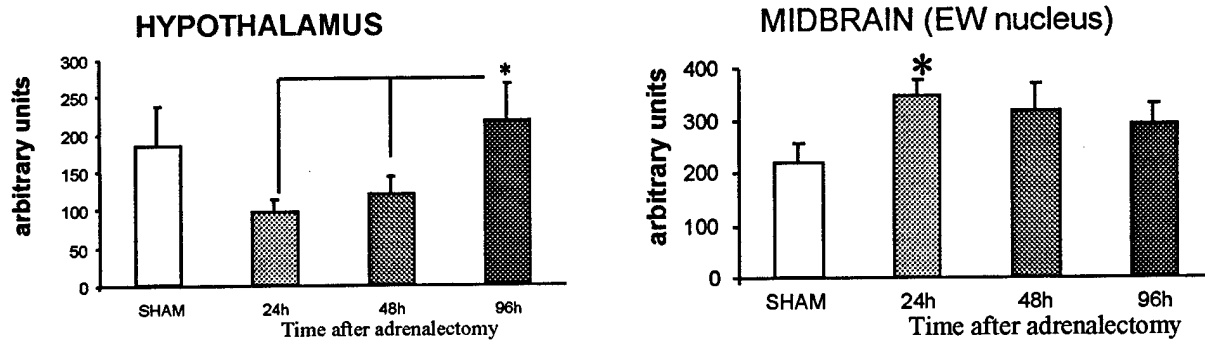 HYPOTHALAMUS
arbitrary units
300
250
200
150
100
50
0
*
SHAM 24h 48h 96h
Time after adrenalectomy
MIDBRAIN (EW nucleus)
arbitrary units
400
300
200
100
0
*
SHAM 24h 48h 96h
Time after adrenalectomy